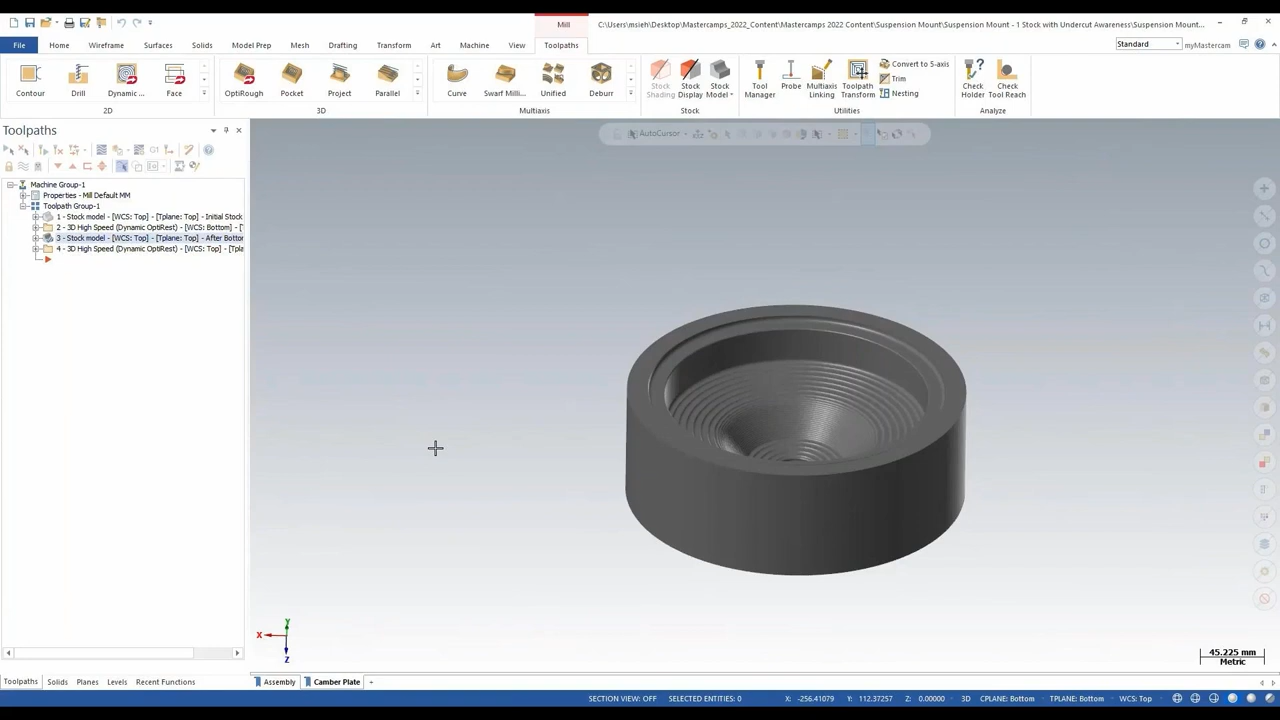 Mill
C:\Users\msieh\Desktop\Mastercamps_2022_Content\Mastercamps 2022 Content\Suspension Mount\Suspension Mount - 1 Stock with Undercut Awareness\Suspension Mount...
File Home Wireframe Surfaces Solids Model Prep Mesh Drafting Transform Art Machine View Toolpaths
Standard myMastercam
Contour Drill Dynamic ... Face OptiRough Pocket Project Parallel Curve Swarf Milli... Unified Deburr Stock Shading Stock Display Stock Model Tool Manager Probe Multiaxis Linking Toolpath Transform Convert to 5-axis Trim Nesting Check Holder Check Tool Reach
2D 3D Multiaxis Stock Utilities Analyze
Toolpaths
AutoCursor
G1
Machine Group-1
Properties - Mill Default MM
Toolpath Group-1
1 - Stock model - [WCS: Top] - [Tplane: Top] - Initial Stock
2 - 3D High Speed (Dynamic OptiRest) - [WCS: Bottom] - [
3 - Stock model - [WCS: Top] - [Tplane: Top] - After Bottor
4 - 3D High Speed (Dynamic OptiRest) - [WCS: Top] - [Tpla
Y
X
Z
45.225 mm
Metric
Toolpaths Solids Planes Levels Recent Functions
Assembly Camber Plate +
SECTION VIEW: OFF SELECTED ENTITIES: 0 X: -256.41079 Y: 112.37257 Z: 0.00000 3D CPLANE: Bottom TPLANE: Bottom WCS: Top